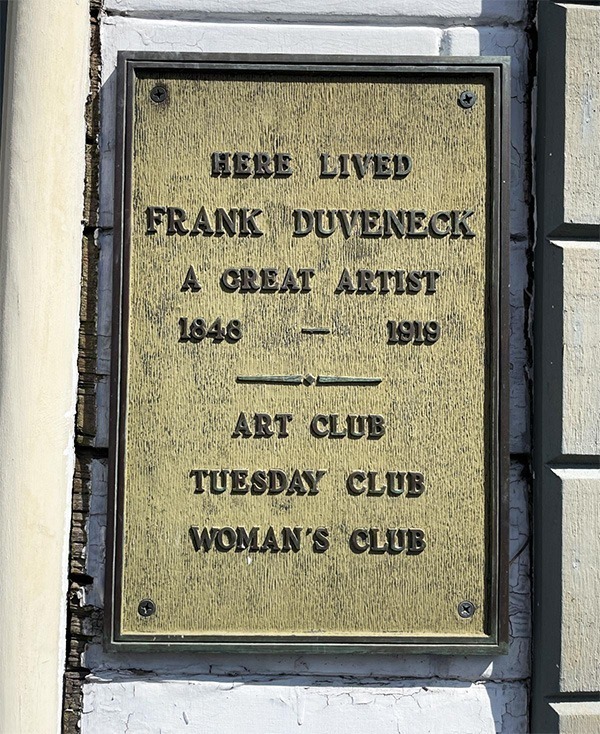 HERE LIVED
FRANK DUVENECK
A GREAT ARTIST
1848 — 1919
ART CLUB
TUESDAY CLUB
WOMAN'S CLUB